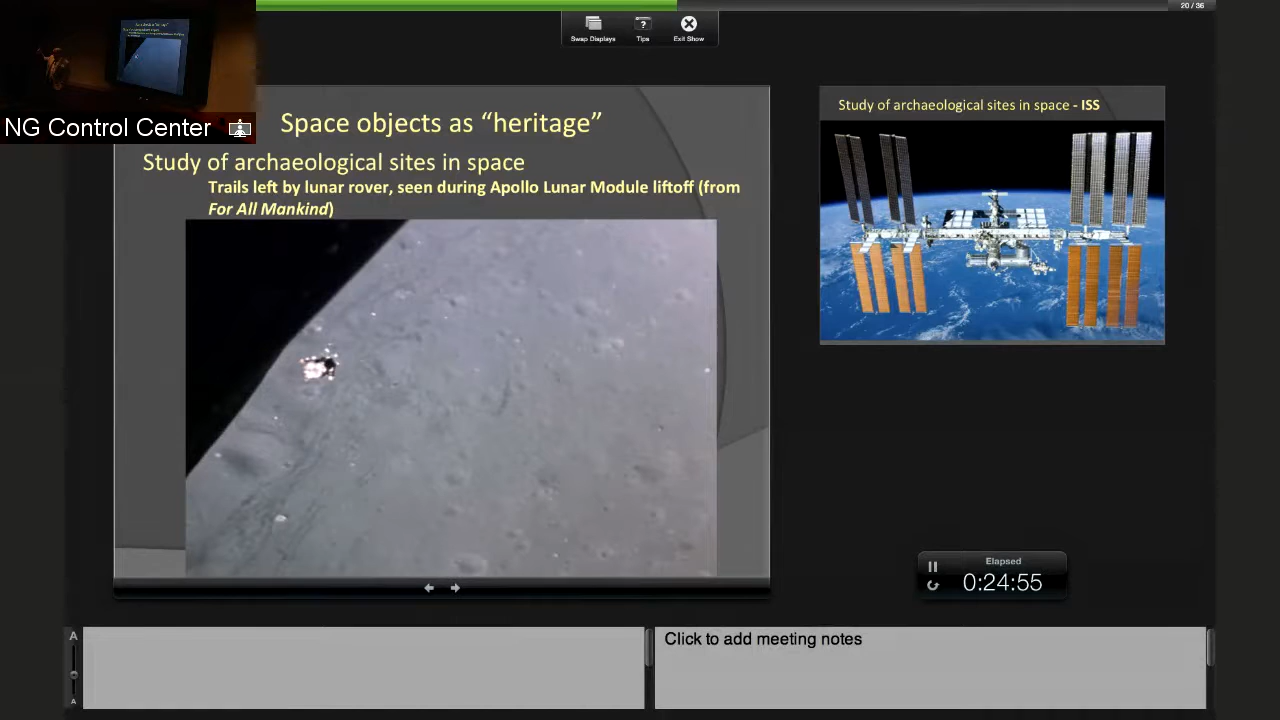 20 / 36
Swap Displays
?
Tips
Exit Show
NG Control Center
Space objects as “heritage”
Study of archaeological sites in space
Trails left by lunar rover, seen during Apollo Lunar Module liftoff (from
For All Mankind)
Study of archaeological sites in space - ISS
Elapsed
0:24:55
A
A
Click to add meeting notes